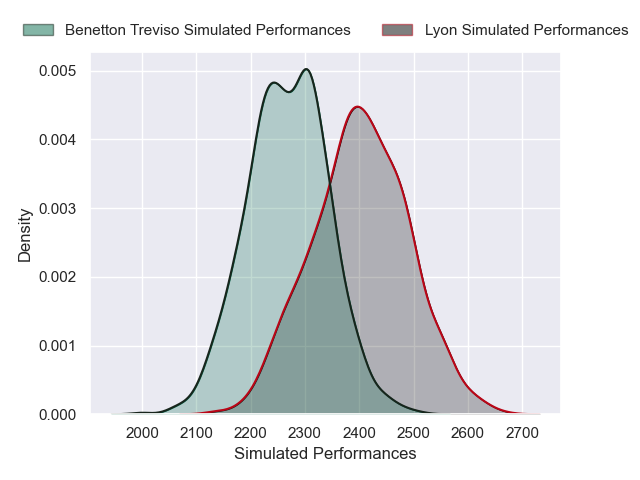 Benetton Treviso Simulated Performances
Lyon Simulated Performances
0.005
0.004
0.003
0.002
0.001
0.000
Density
2000 2100 2200 2300 2400 2500 2600 2700
Simulated Performances